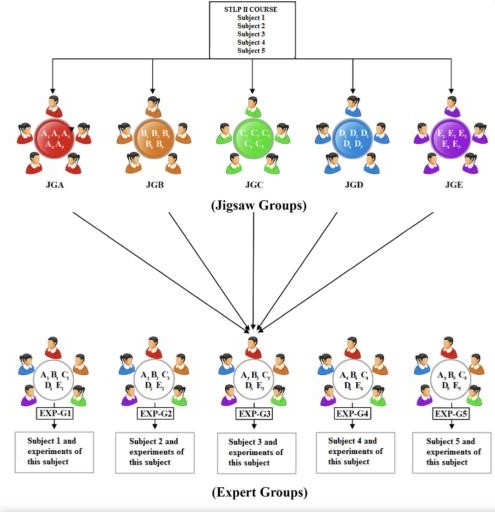 STLP II COURSE
Subject 1
Subject 2
Subject 3
Subject 4
Subject 5
JGA
JGB
JGC
JGD
JGE
(Jigsaw Groups)
EXP-G1
EXP-G2
EXP-G3
EXP-G4
EXP-G5
Subject 1 and
experiments of
this subject
Subject 2 and
experiments of
this subject
Subject 3 and
experiments of
this subject
Subject 4 and
experiments of
this subject
Subject 5 and
experiments of
this subject
(Expert Groups)